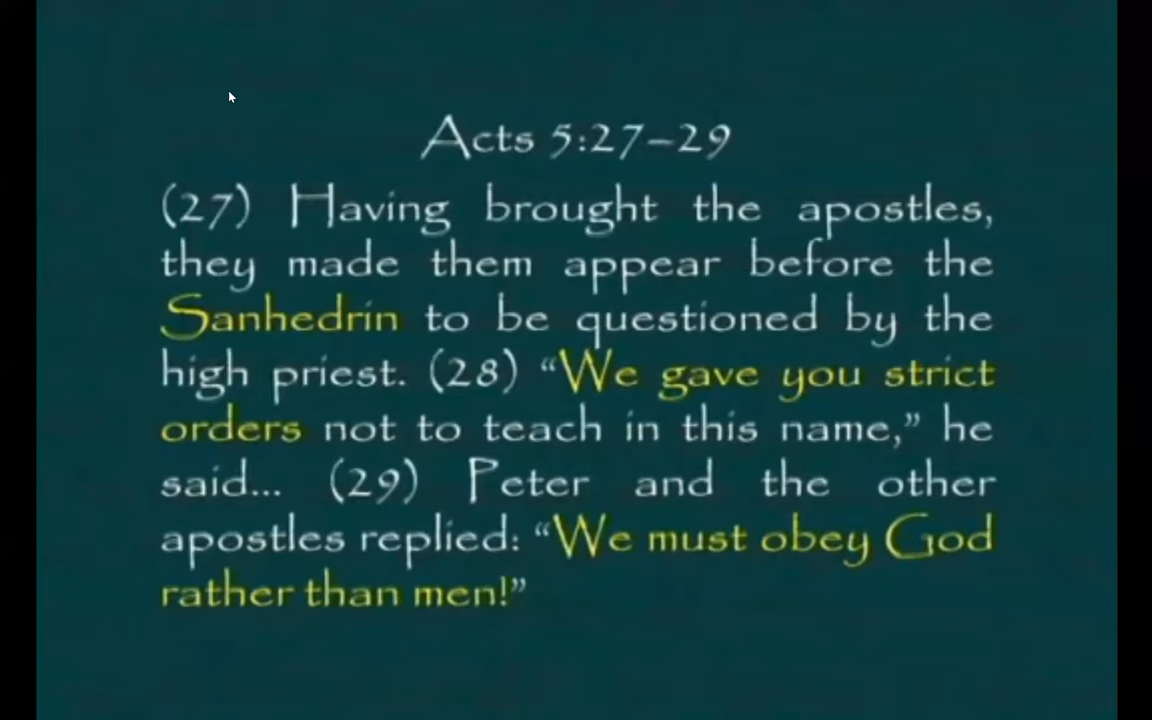 Acts 5:27–29
(27) Having brought the apostles,
they made them appear before the
Sanhedrin to be questioned by the
high priest. (28) “We gave you strict
orders not to teach in this name,” he
said... (29) Peter and the other
apostles replied: “We must obey God
rather than men!”